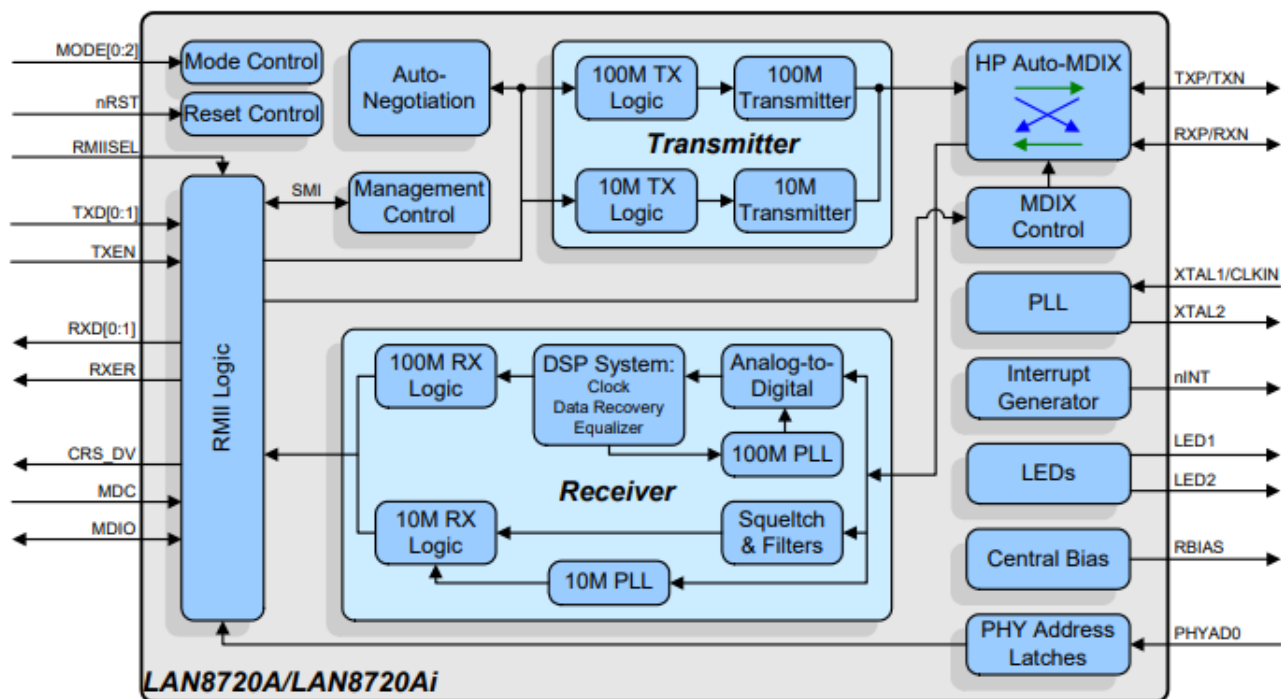 MODE[0:2]
nRST
RMIISEL
TXD[0:1]
TXEN
RXD[0:1]
RXER
CRS_DV
MDC
MDIO
Mode Control
Reset Control
RMII Logic
Auto-
Negotiation
SMI
Management
Control
100M TX
Logic
100M
Transmitter
Transmitter
10M TX
Logic
10M
Transmitter
100M RX
Logic
DSP System:
Clock
Data Recovery
Equalizer
Analog-to-
Digital
100M PLL
Receiver
10M RX
Logic
Squeltch
& Filters
10M PLL
HP Auto-MDIX
MDIX
Control
PLL
Interrupt
Generator
LEDs
Central Bias
PHY Address
Latches
TXP/TXN
RXP/RXN
XTAL1/CLKIN
XTAL2
nINT
LED1
LED2
RBIAS
PHYAD0
LAN8720A/LAN8720Ai